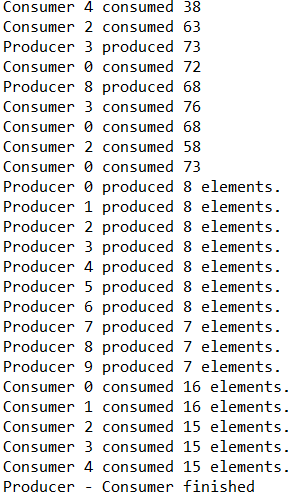 Consumer 4 consumed 38
Consumer 2 consumed 63
Producer 3 produced 73
Consumer 0 consumed 72
Producer 8 produced 68
Consumer 3 consumed 76
Consumer 0 consumed 68
Consumer 2 consumed 58
Consumer 0 consumed 73
Producer 0 produced 8 elements.
Producer 1 produced 8 elements.
Producer 2 produced 8 elements.
Producer 3 produced 8 elements.
Producer 4 produced 8 elements.
Producer 5 produced 8 elements.
Producer 6 produced 8 elements.
Producer 7 produced 7 elements.
Producer 8 produced 7 elements.
Producer 9 produced 7 elements.
Consumer 0 consumed 16 elements.
Consumer 1 consumed 16 elements.
Consumer 2 consumed 15 elements.
Consumer 3 consumed 15 elements.
Consumer 4 consumed 15 elements.
Producer - Consumer finished